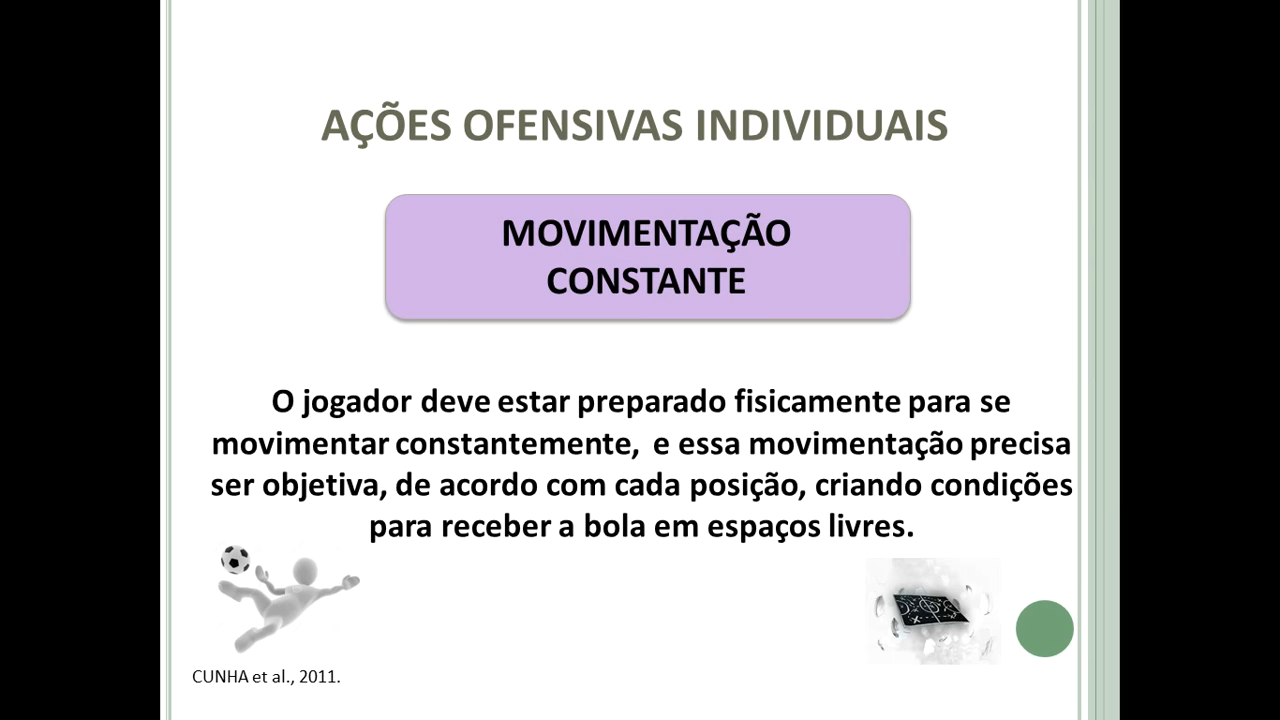 AÇÕES OFENSIVAS INDIVIDUAIS
MOVIMENTAÇÃO
CONSTANTE
O jogador deve estar preparado fisicamente para se
movimentar constantemente, e essa movimentação precisa
ser objetiva, de acordo com cada posição, criando condições
para receber a bola em espaços livres.
CUNHA et al., 2011.